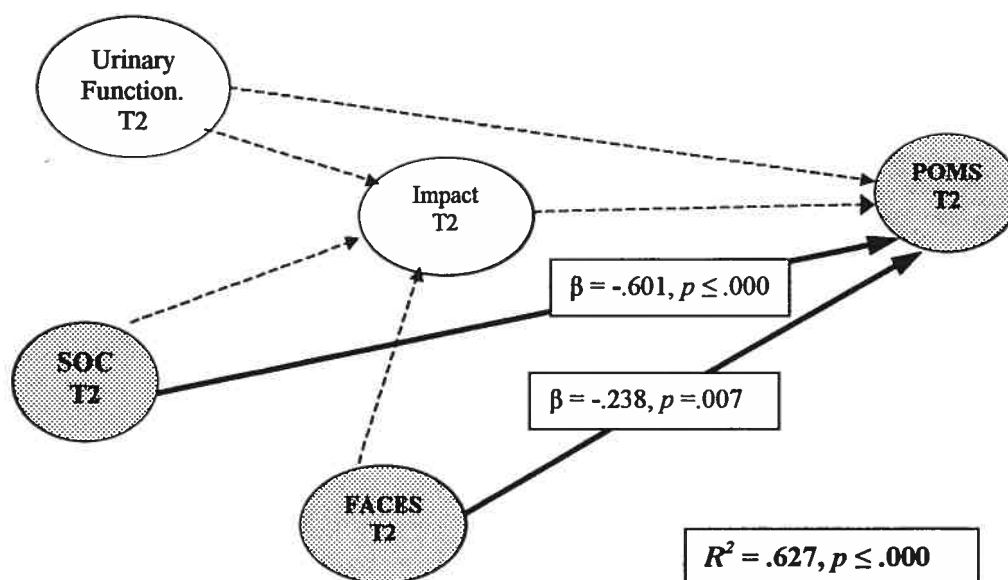 Urinary
Function.
T2
Impact
T2
POMS
T2
β = -.601, p ≤ .000
SOC
T2
β = -.238, p =.007
FACES
T2
R² = .627, p ≤ .000